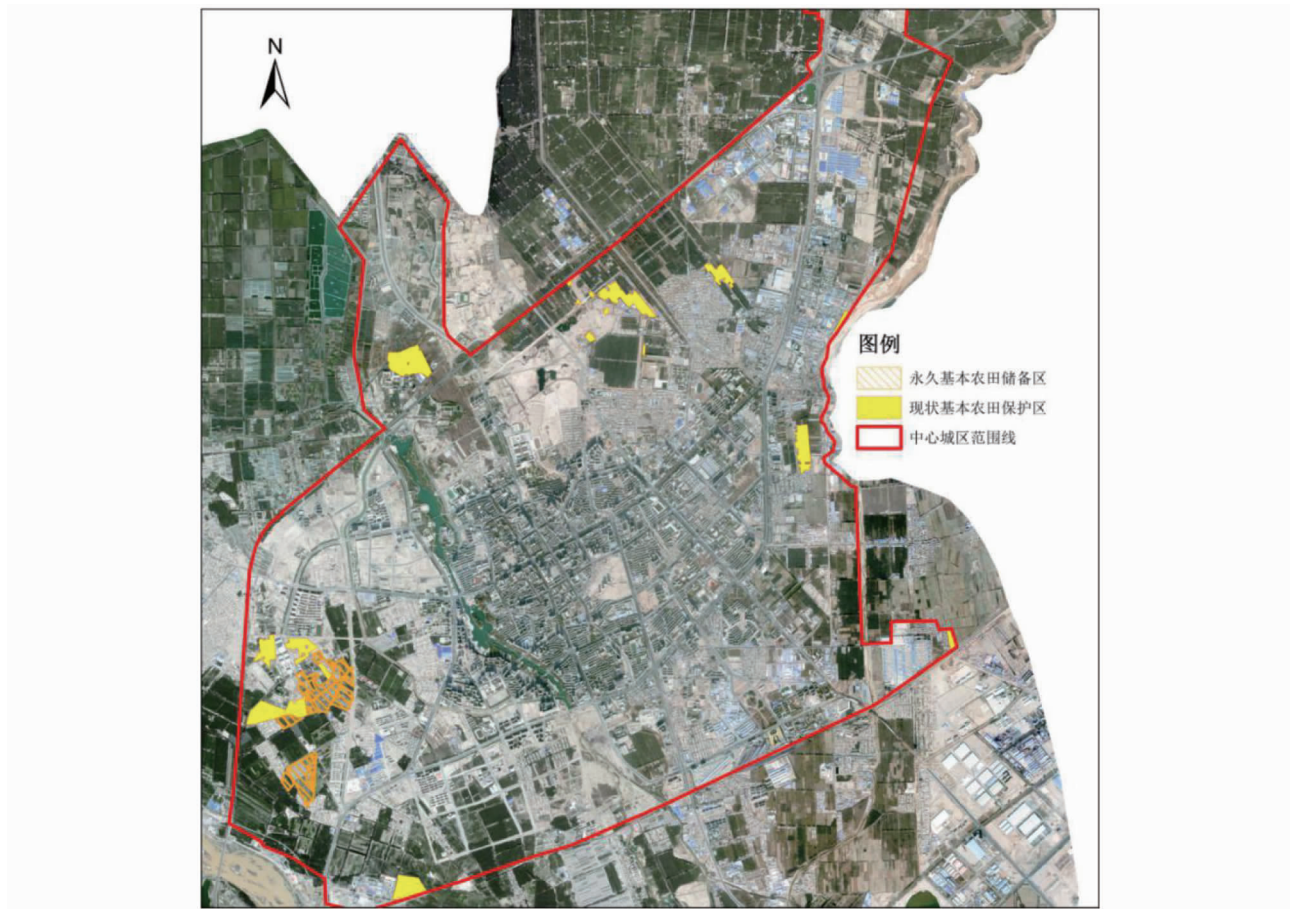 N
图例
永久基本农田储备区
现状基本农田保护区
中心城区范围线